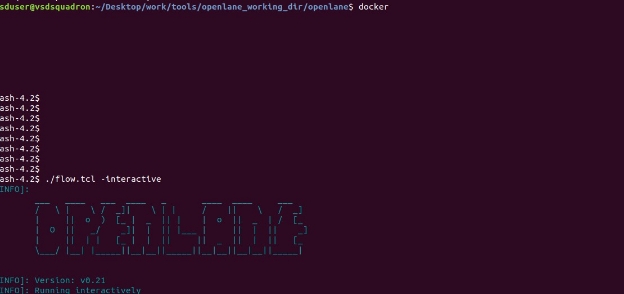 sduser@vsdsquadron:~/Desktop/work/tools/openlane_working_dir/openlane$ docker
ash-4.2$
ash-4.2$
ash-4.2$
ash-4.2$
ash-4.2$
ash-4.2$
ash-4.2$
ash-4.2$
ash-4.2$ ./flow.tcl -interactive
INFO]:
OPENLANE
INFO]: Version: v0.21
INFO]: Running interactively